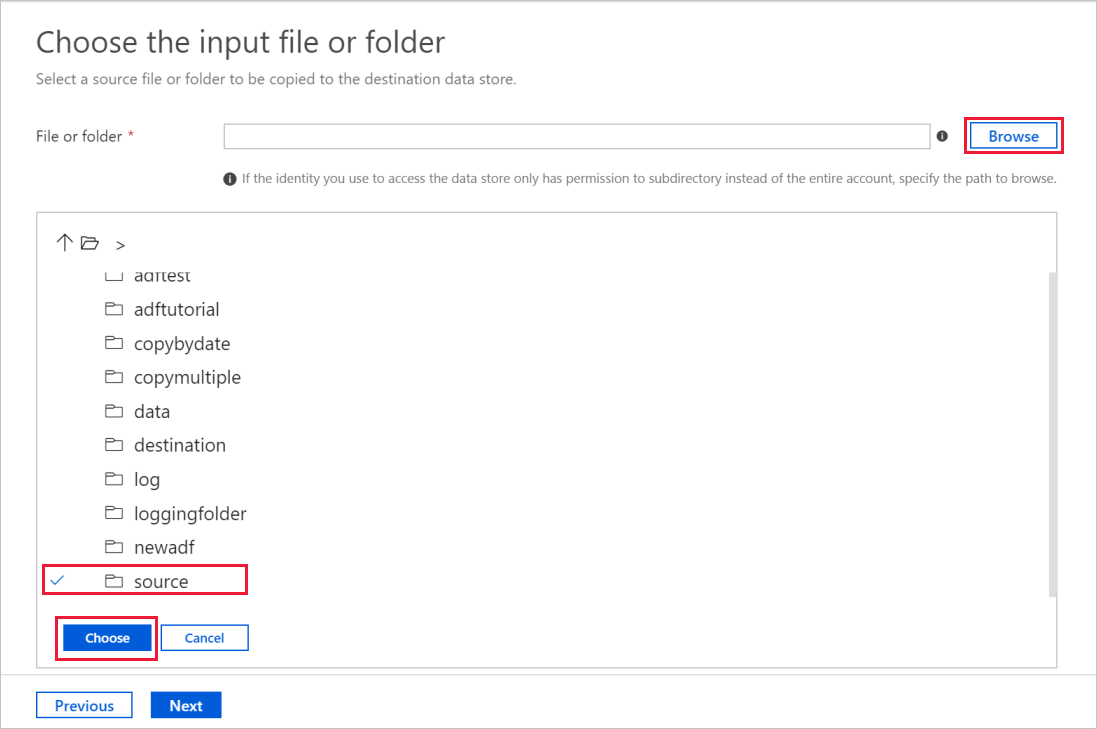 Choose the input file or folder
Select a source file or folder to be copied to the destination data store.
File or folder *
Browse
If the identity you use to access the data store only has permission to subdirectory instead of the entire account, specify the path to browse.
>
adftest
adftutorial
copybydate
copymultiple
data
destination
log
loggingfolder
newadf
source
Choose Cancel
Previous Next